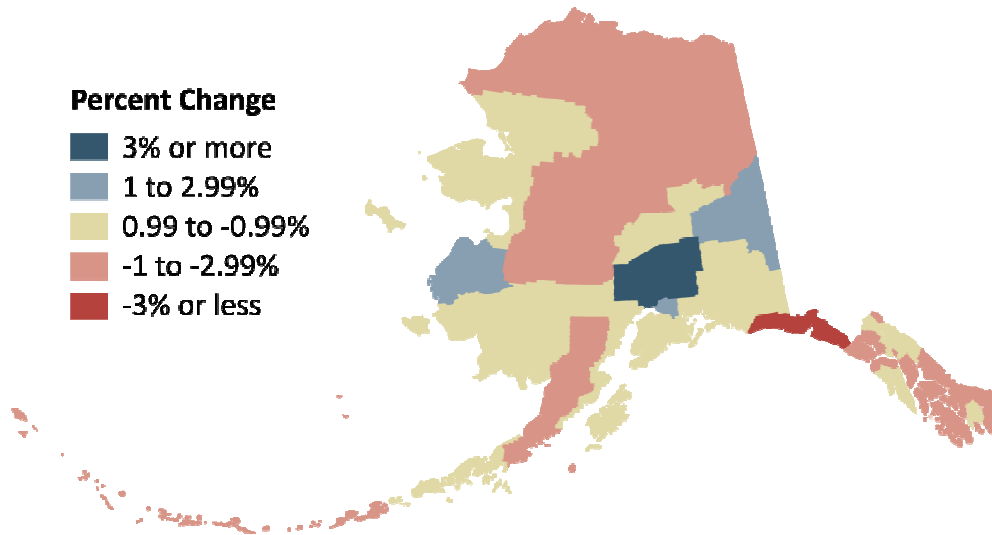 Percent Change
3% or more
1 to 2.99%
0.99 to -0.99%
-1 to -2.99%
-3% or less